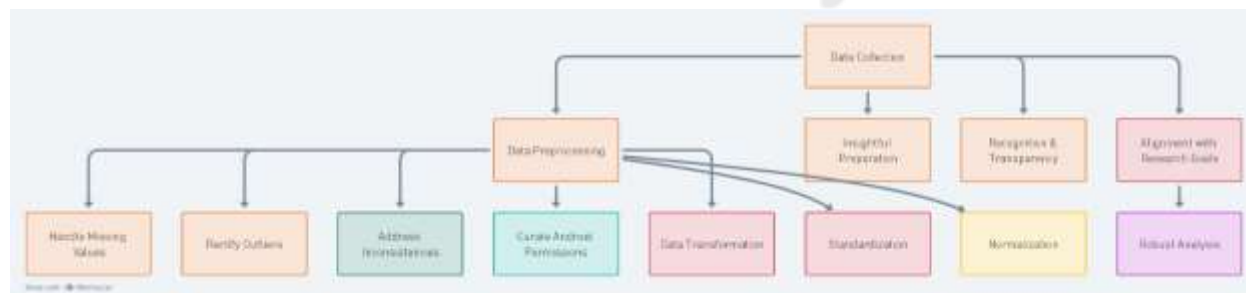 Data Collection
Data Preprocessing
Insightful
Preparation
Recognition &
Transparency
Alignment with
Research Goals
Handle Missing
Values
Rectify Outliers
Address
Inconsistencies
Curate Android
Permissions
Data Transformation
Standardization
Normalization
Robust Analysis